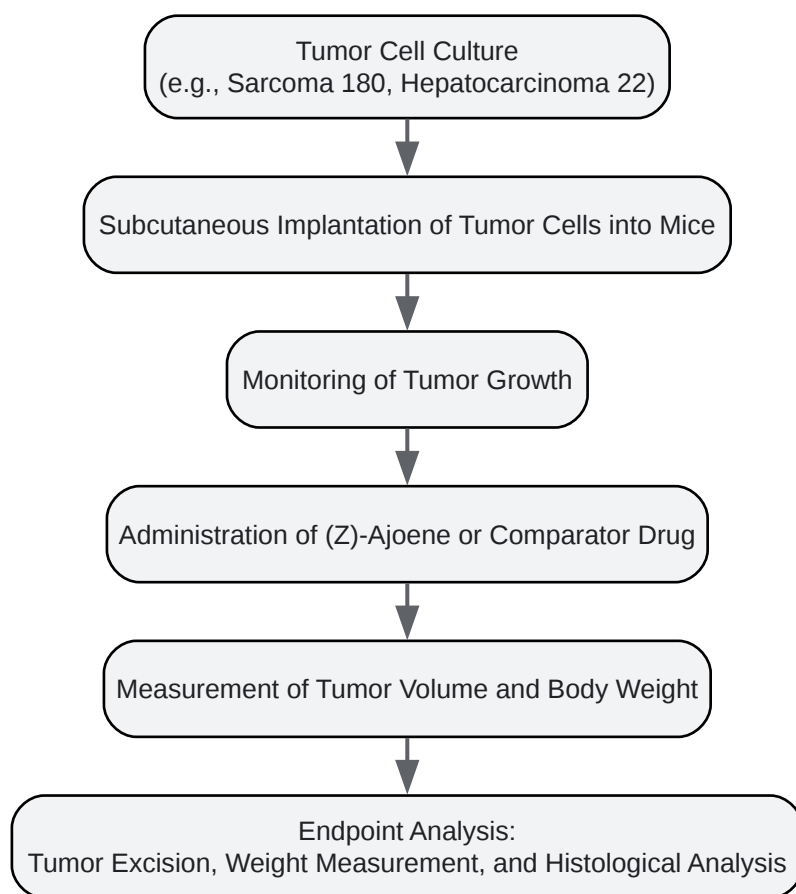 Tumor Cell Culture
(e.g., Sarcoma 180, Hepatocarcinoma 22)
Subcutaneous Implantation of Tumor Cells into Mice
Monitoring of Tumor Growth
Administration of (Z)-Ajoene or Comparator Drug
Measurement of Tumor Volume and Body Weight
Endpoint Analysis:
Tumor Excision, Weight Measurement, and Histological Analysis